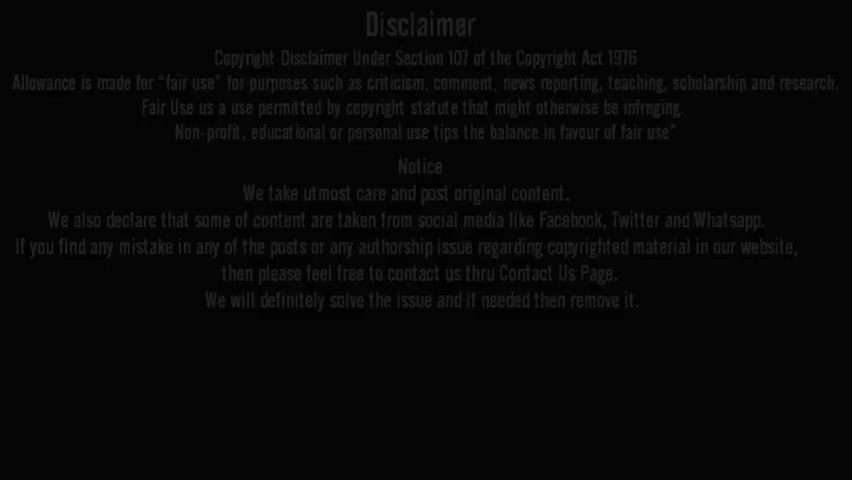 Disclaimer
Copyright Disclaimer Under Section 107 of the Copyright Act 1976
Allowance is made for "fair use" for purposes such as criticism, comment, news reporting, teaching, scholarship and research.
Fair Use us a use permitted by copyright statute that might otherwise be infrnging.
Non-profit, educational or personal use tips the balance in favour of fair use"
Notice
We take utmost care and post original content.
We also declare that some of content are taken from social media like Facebook, Twitter and Whatsapp.
If you find any mistake in any of the posts or any authorship issue regarding copyrighted material in our website,
then please feel free to contact us thru Contact Us Page.
We will definitely solve the issue and if needed then remove it.